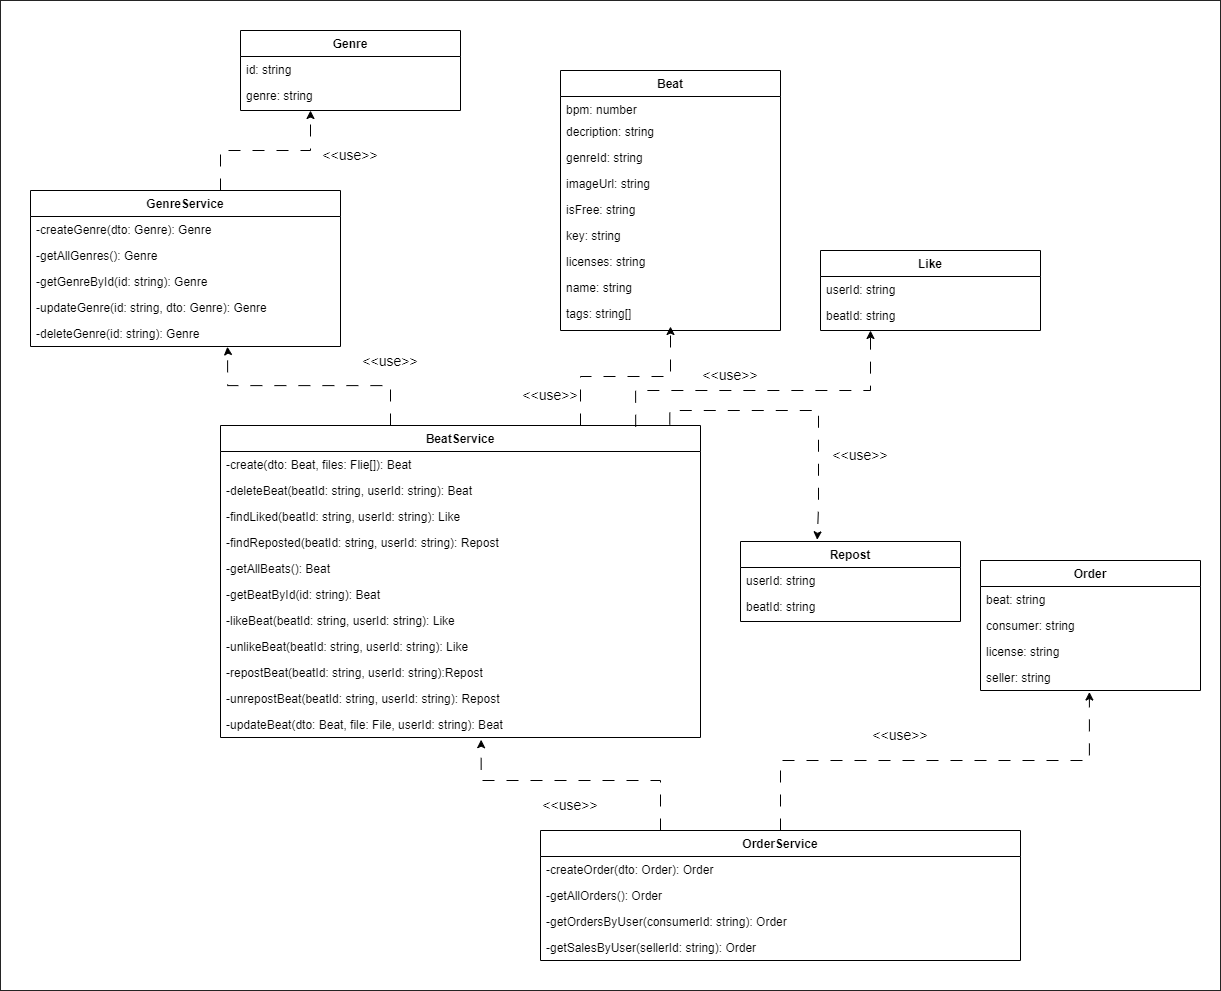 Genre
id: string
genre: string
<<use>>
GenreService
-createGenre(dto: Genre): Genre
-getAllGenres(): Genre
-getGenreById(id: string): Genre
-updateGenre(id: string, dto: Genre): Genre
-deleteGenre(id: string): Genre
Beat
bpm: number
decription: string
genreId: string
imageUrl: string
isFree: string
key: string
licenses: string
name: string
tags: string[]
Like
userId: string
beatId: string
<<use>>
<<use>>
<<use>>
<<use>>
BeatService
-create(dto: Beat, files: Flie[]): Beat
-deleteBeat(beatId: string, userId: string): Beat
-findLiked(beatId: string, userId: string): Like
-findReposted(beatId: string, userId: string): Repost
-getAllBeats(): Beat
-getBeatById(id: string): Beat
-likeBeat(beatId: string, userId: string): Like
-unlikeBeat(beatId: string, userId: string): Like
-repostBeat(beatId: string, userId: string):Repost
-unrepostBeat(beatId: string, userId: string): Repost
-updateBeat(dto: Beat, file: File, userId: string): Beat
Repost
userId: string
beatId: string
Order
beat: string
consumer: string
license: string
seller: string
<<use>>
<<use>>
OrderService
-createOrder(dto: Order): Order
-getAllOrders(): Order
-getOrdersByUser(consumerId: string): Order
-getSalesByUser(sellerId: string): Order